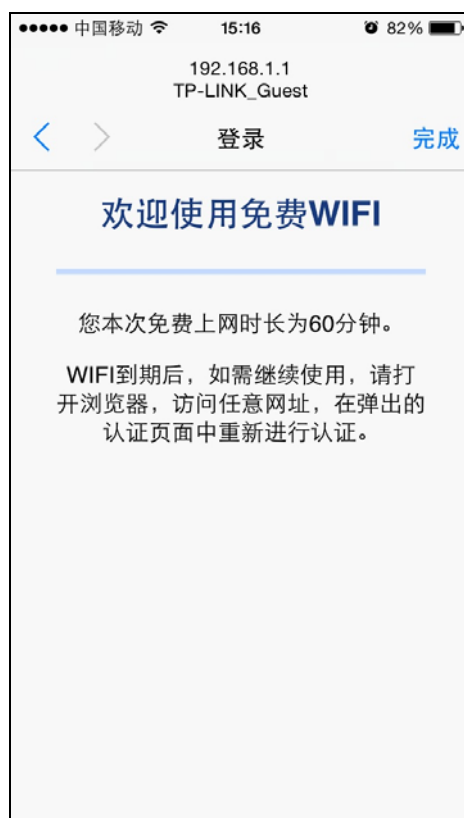 中国移动 15:16 82%
192.168.1.1
TP-LINK_Guest
登录 完成
欢迎使用免费WIFI
您本次免费上网时长为60分钟。
WIFI到期后，如需继续使用，请打
开浏览器，访问任意网址，在弹出的
认证页面中重新进行认证。